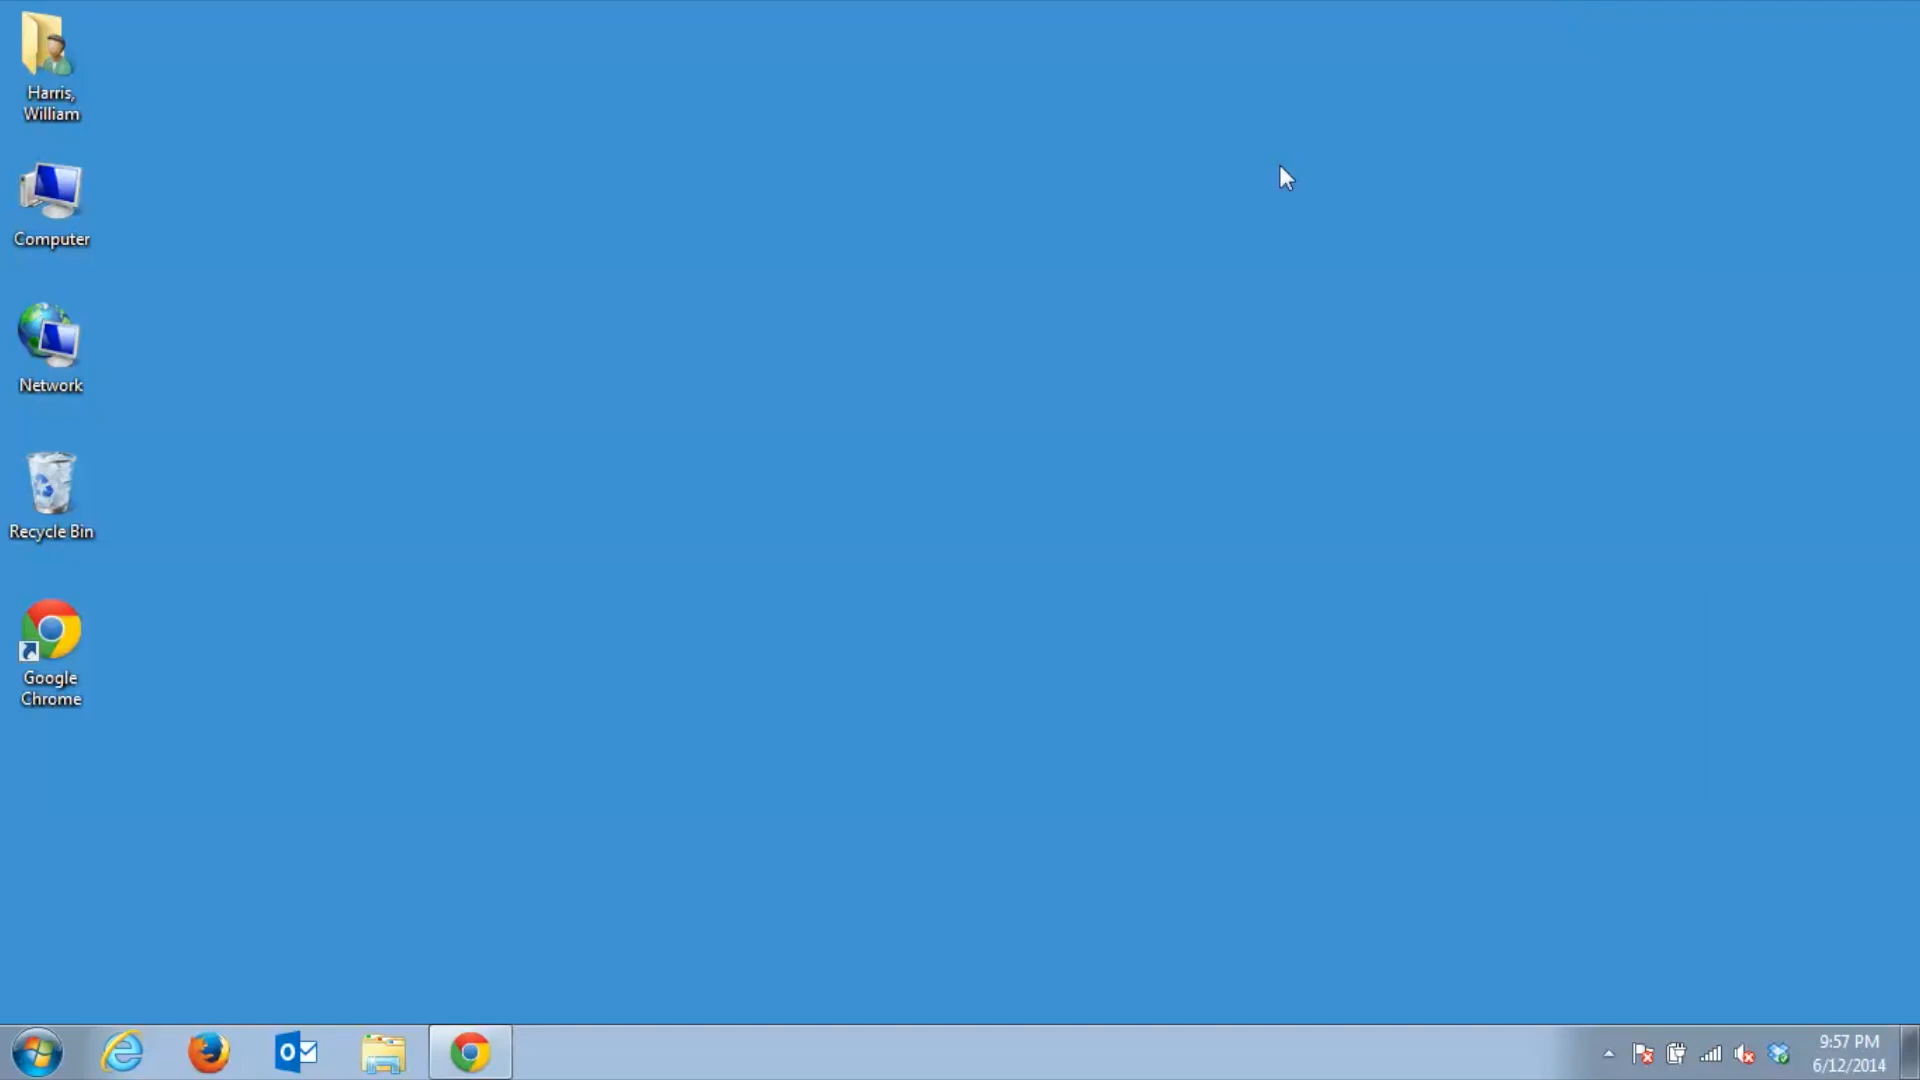 Harris,
William
Computer
Network
Recycle Bin
Google
Chrome
9:57 PM
6/12/2014